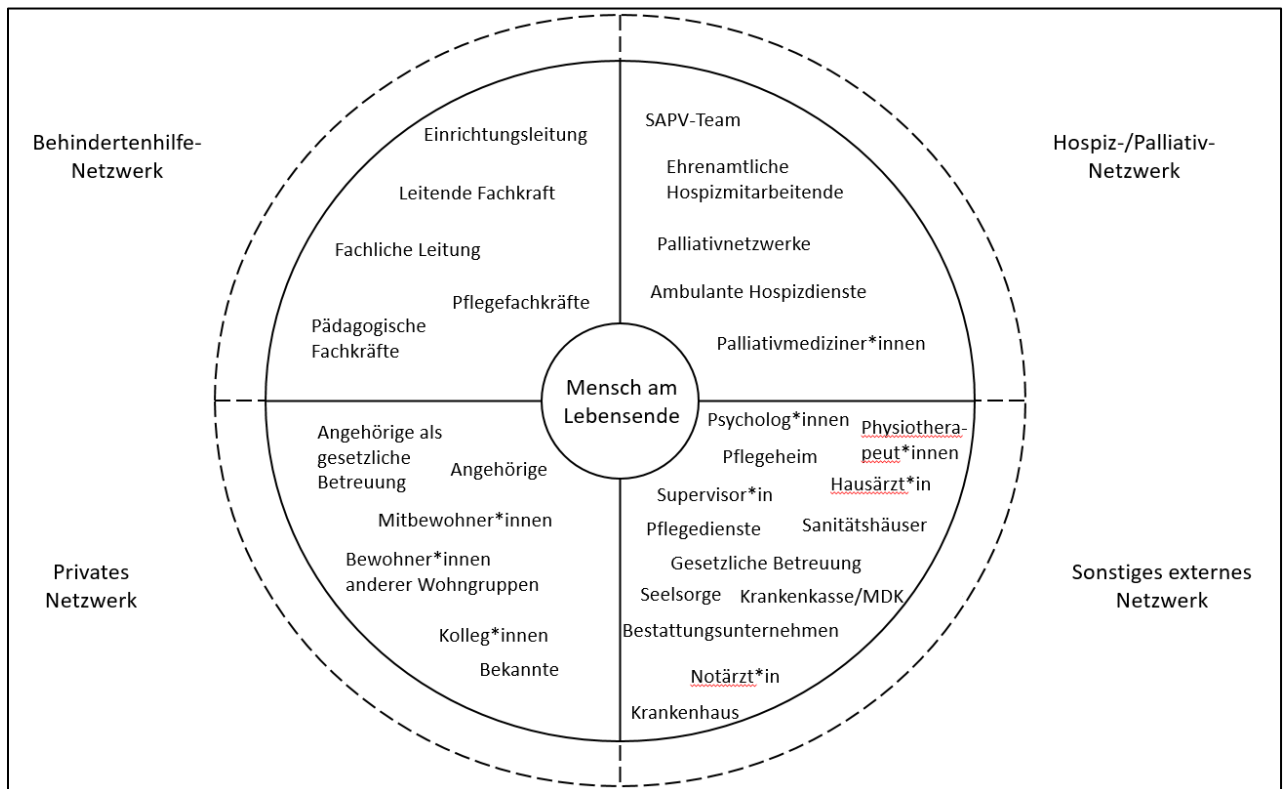 Behindertenhilfe-
Netzwerk
Einrichtungsleitung
Leitende Fachkraft
Fachliche Leitung
Pflegefachkräfte
Pädagogische
Fachkräfte
SAPV-Team
Ehrenamtliche
Hospizmitarbeitende
Palliativnetzwerke
Ambulante Hospizdienste
Palliativmediziner*innen
Hospiz-/Palliativ-
Netzwerk
Mensch am
Lebensende
Privates
Netzwerk
Angehörige als
gesetzliche
Betreuung
Angehörige
Mitbewohner*innen
Bewohner*innen
anderer Wohngruppen
Kolleg*innen
Bekannte
Psycholog*innen
Physiothera-
peut*innen
Pflegeheim
Hausärzt*in
Supervisor*in
Pflegedienste
Sanitätshäuser
Gesetzliche Betreuung
Seelsorge
Krankenkasse/MDK
Bestattungsunternehmen
Notärzt*in
Krankenhaus
Sonstiges externes
Netzwerk